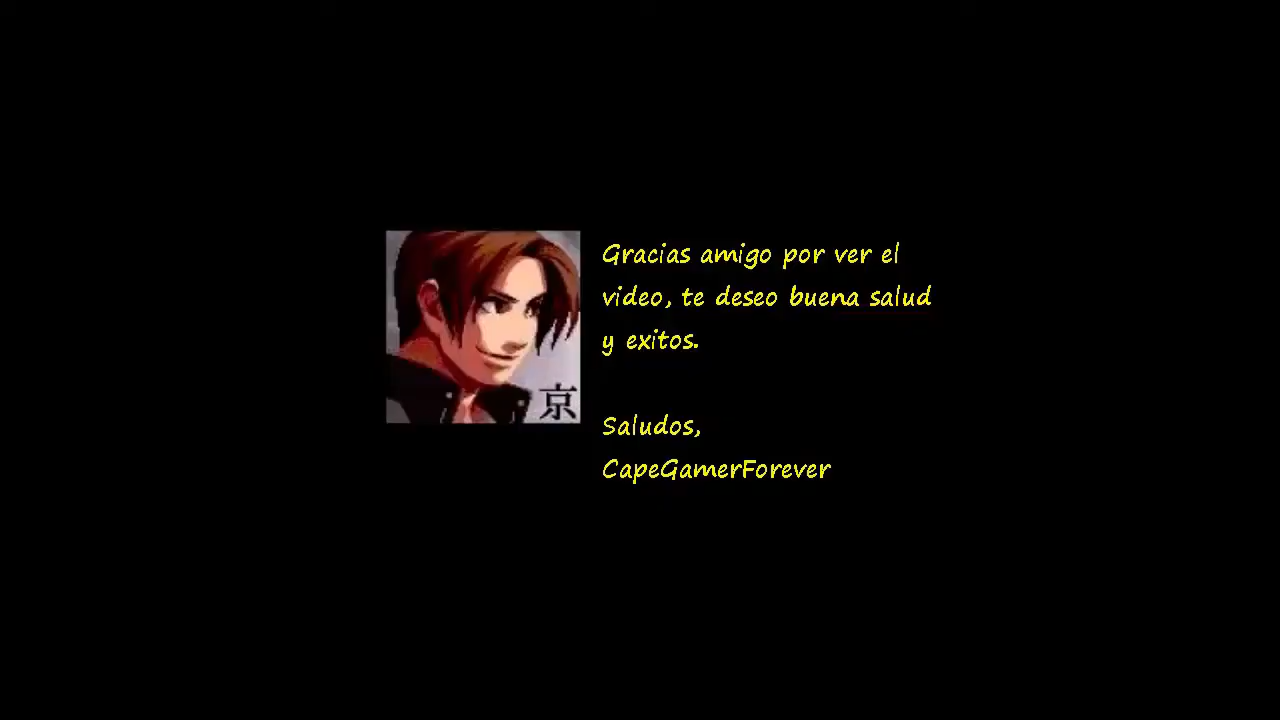 Gracias amigo por ver el
video, te deseo buena salud
y exitos.
京
Saludos,
CapeGamerForever